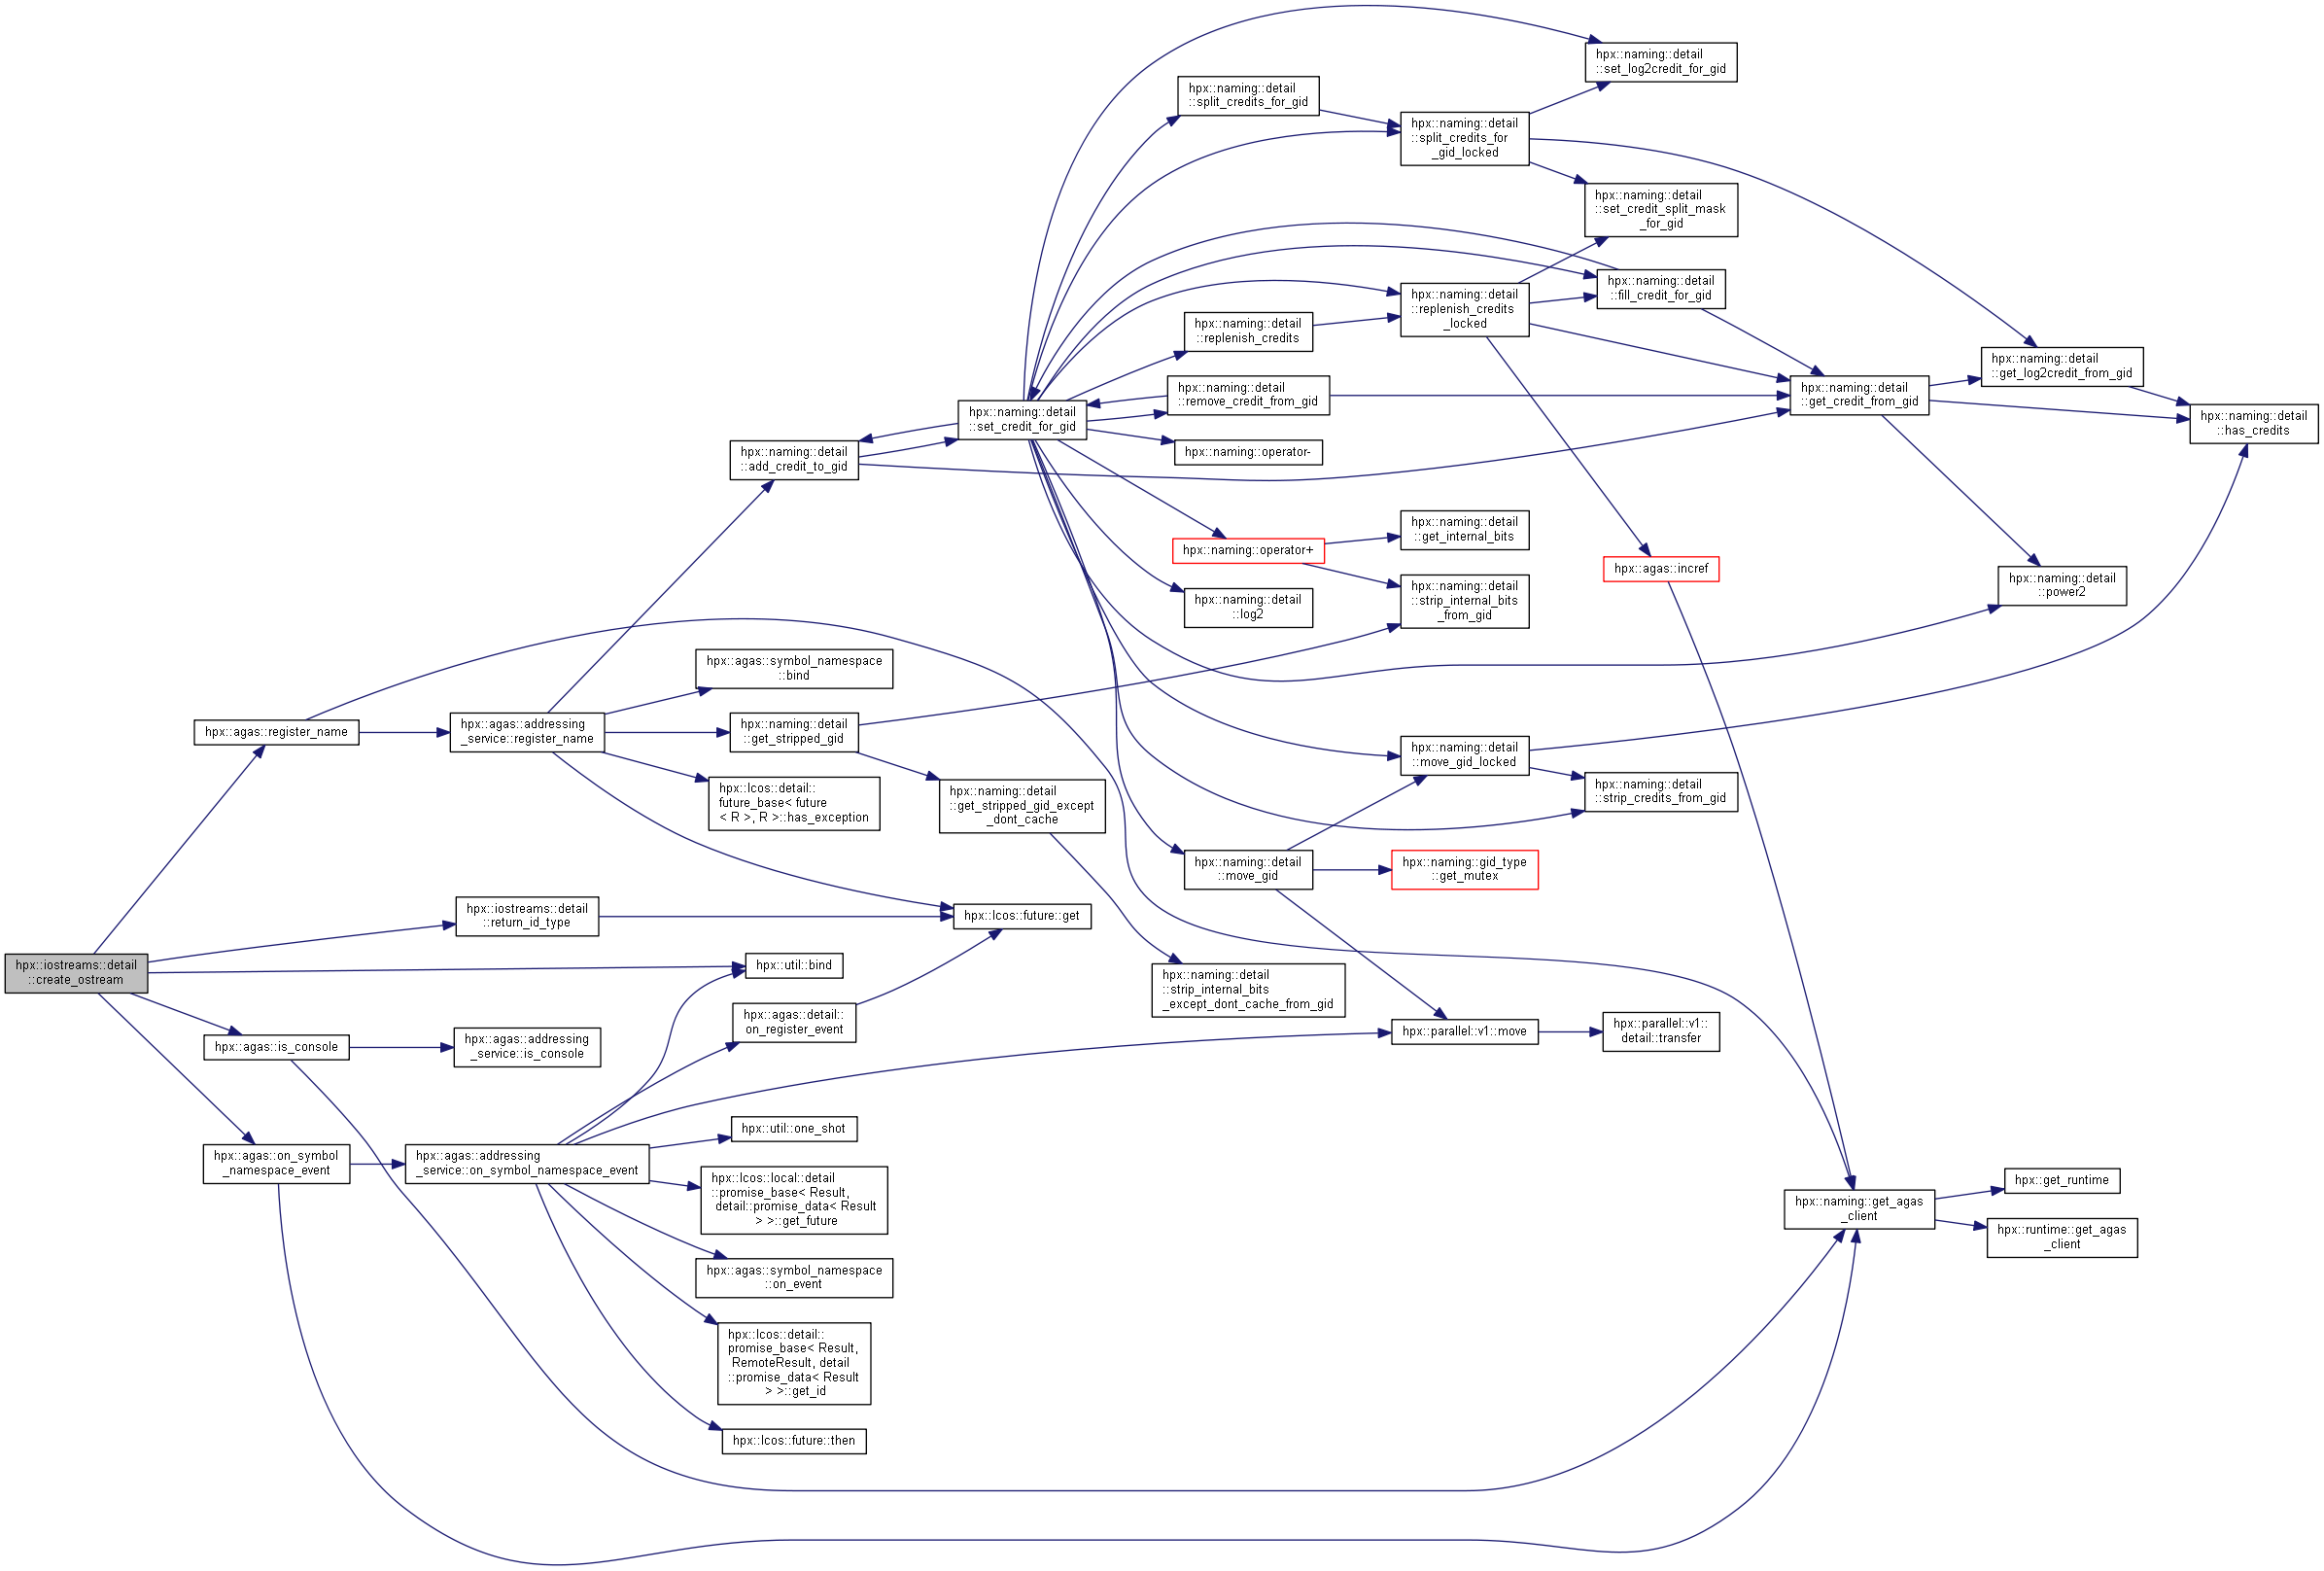 hpx::iostreams::detail
::create_ostream
hpx::agas::register_name
hpx::agas::is_console
hpx::agas::on_symbol
_namespace_event
hpx::agas::addressing
_service::register_name
hpx::iostreams::detail
::return_id_type
hpx::agas::addressing
_service::is_console
hpx::agas::addressing
_service::on_symbol_namespace_event
hpx::naming::detail
::add_credit_to_gid
hpx::agas::symbol_namespace
::bind
hpx::naming::detail
::get_stripped_gid
hpx::lcos::detail::
future_base< future
< R >, R >::has_exception
hpx::util::bind
hpx::agas::detail::
on_register_event
hpx::util::one_shot
hpx::lcos::local::detail
::promise_base< Result,
detail::promise_data< Result
> >::get_future
hpx::agas::symbol_namespace
::on_event
hpx::lcos::detail::
promise_base< Result,
RemoteResult, detail
::promise_data< Result
> >::get_id
hpx::lcos::future::then
hpx::naming::detail
::set_credit_for_gid
hpx::naming::detail
::get_stripped_gid_except
_dont_cache
hpx::lcos::future::get
hpx::naming::detail
::split_credits_for_gid
hpx::naming::detail
::replenish_credits
hpx::naming::detail
::remove_credit_from_gid
hpx::naming::operator-
hpx::naming::operator+
hpx::naming::detail
::log2
hpx::naming::detail
::move_gid
hpx::naming::detail
::strip_internal_bits
_except_dont_cache_from_gid
hpx::naming::detail
::split_credits_for
_gid_locked
hpx::naming::detail
::replenish_credits
_locked
hpx::naming::detail
::get_internal_bits
hpx::naming::detail
::strip_internal_bits
_from_gid
hpx::naming::detail
::move_gid_locked
hpx::naming::gid_type
::get_mutex
hpx::parallel::v1::move
hpx::naming::detail
::set_log2credit_for_gid
hpx::naming::detail
::set_credit_split_mask
_for_gid
hpx::naming::detail
::fill_credit_for_gid
hpx::agas::incref
hpx::naming::detail
::strip_credits_from_gid
hpx::parallel::v1::
detail::transfer
hpx::naming::detail
::get_credit_from_gid
hpx::naming::get_agas
_client
hpx::naming::detail
::get_log2credit_from_gid
hpx::naming::detail
::power2
hpx::get_runtime
hpx::runtime::get_agas
_client
hpx::naming::detail
::has_credits